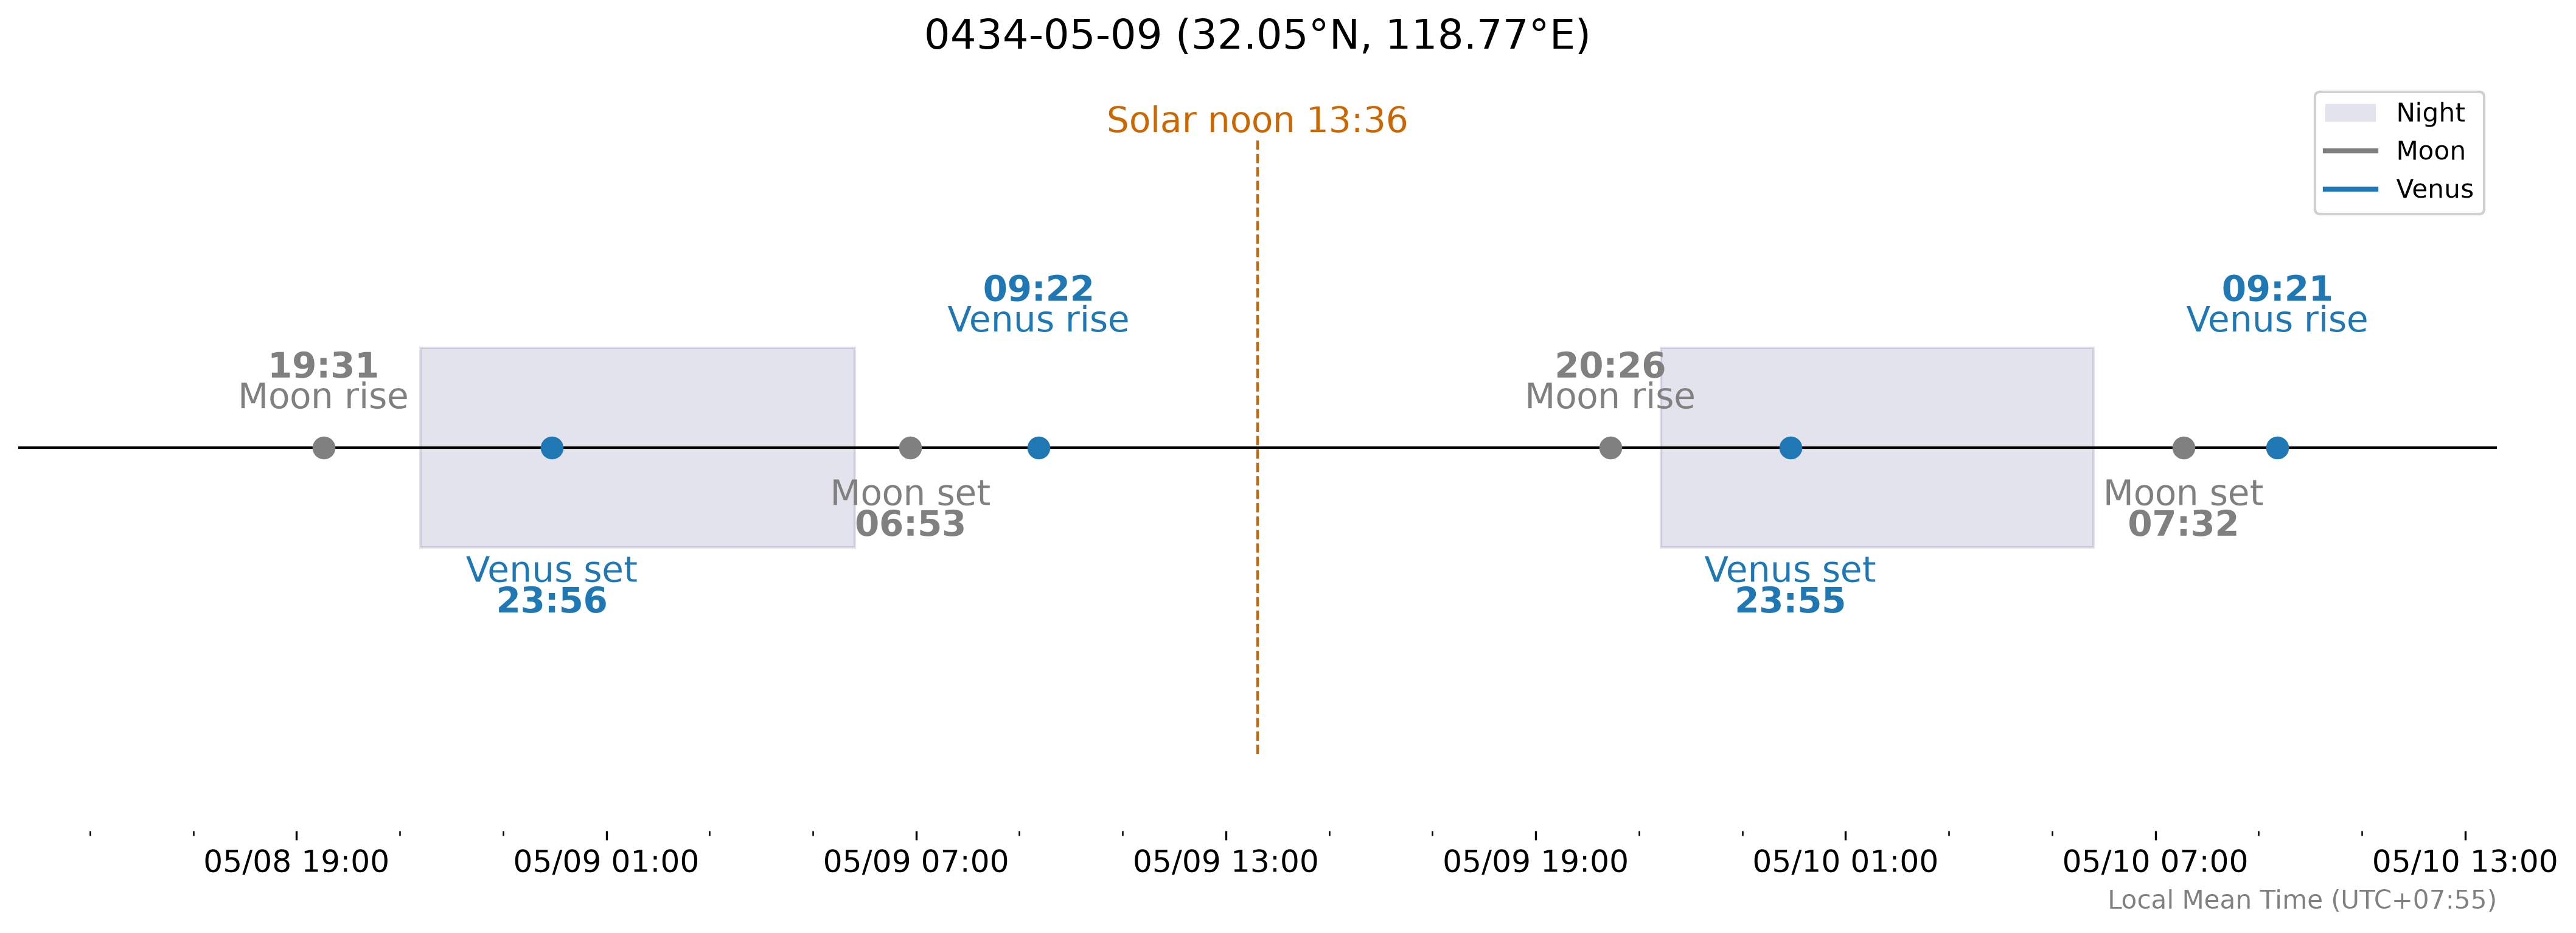 0434-05-09 (32.05°N, 118.77°E)
Solar noon 13:36
Night
Moon
Venus
09:22
Venus rise
09:21
Venus rise
19:31
Moon rise
20:26
Moon rise
Moon set
06:53
Moon set
07:32
Venus set
23:56
Venus set
23:55
05/08 19:00
05/09 01:00
05/09 07:00
05/09 13:00
05/09 19:00
05/10 01:00
05/10 07:00
05/10 13:00
Local Mean Time (UTC+07:55)